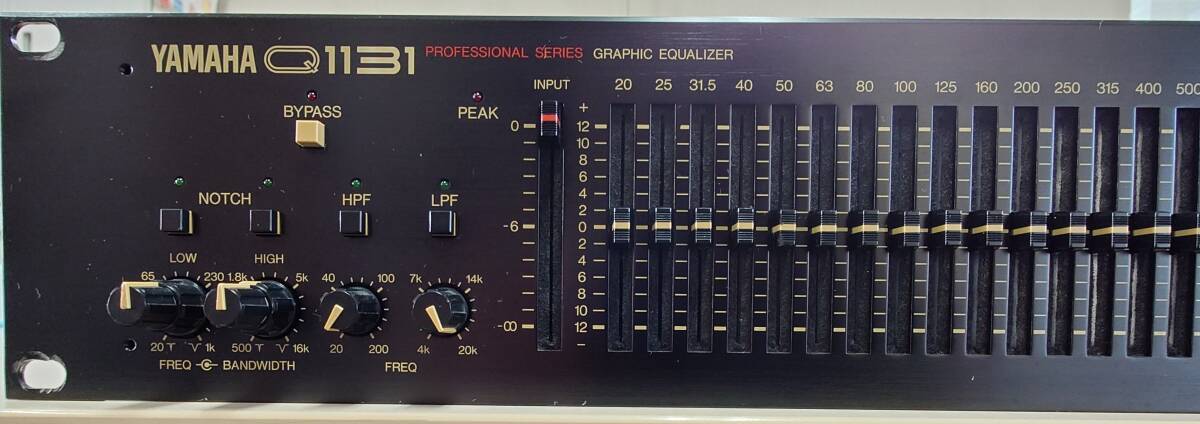 YAMAHA Q1131 PROFESSIONAL SERIES GRAPHIC EQUALIZER
INPUT 20 25 31.5 40 50 63 80 100 125 160 200 250 315 400 500
BYPASS PEAK
NOTCH HPF LPF
LOW HIGH
65 230 1.8k 5k 40 100 7k 14k
20 1k 500 16k 20 200 4k 20k
FREQ BANDWIDTH FREQ
0
-6
-∞
+
12
10
8
6
4
2
0
2
4
6
8
10
12
−